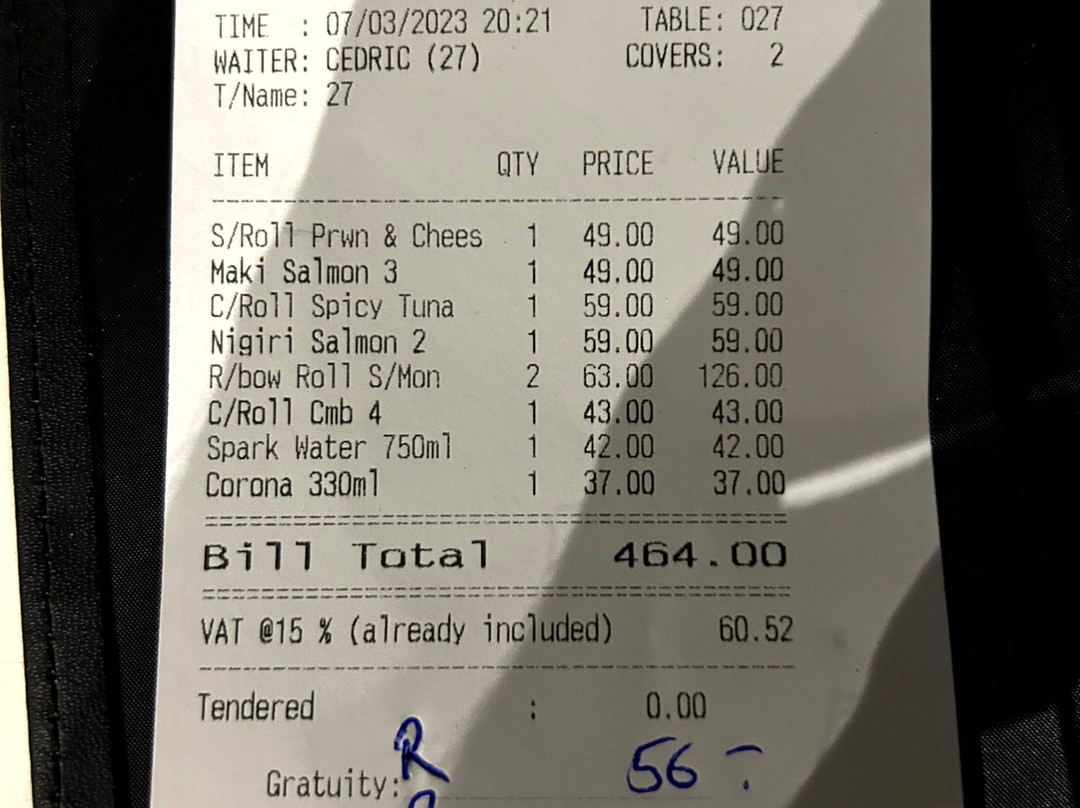 TIME : 07/03/2023 20:21 TABLE: 027
WAITER: CEDRIC (27) COVERS: 2
T/Name: 27
ITEM QTY PRICE VALUE
S/Roll Prwn & Chees 1 49.00 49.00
Maki Salmon 3 1 49.00 49.00
C/Roll Spicy Tuna 1 59.00 59.00
Nigiri Salmon 2 1 59.00 59.00
R/bow Roll S/Mon 2 63.00 126.00
C/Roll Cmb 4 1 43.00 43.00
Spark Water 750ml 1 42.00 42.00
Corona 330ml 1 37.00 37.00
Bill Total 464.00
VAT @15 % (already included) 60.52
Tendered : 0.00
Gratuity: R 56 -